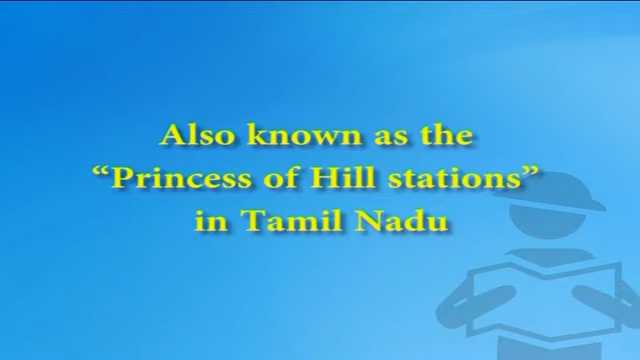 Also known as the
“Princess of Hill stations”
in Tamil Nadu